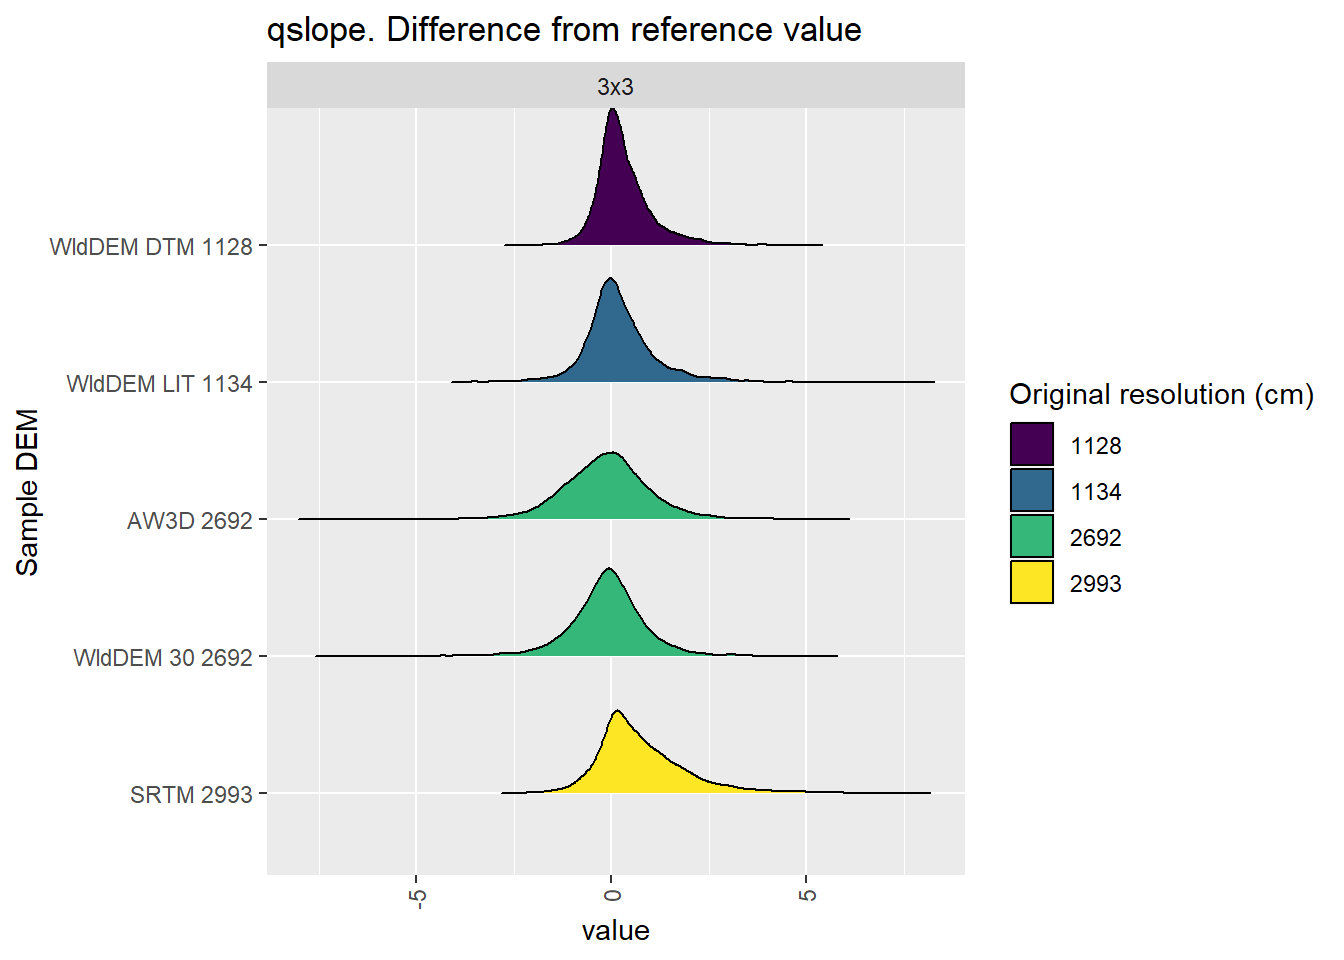 qslope. Difference from reference value
3x3
WldDEM DTM 1128
WldDEM LIT 1134
AW3D 2692
WldDEM 30 2692
SRTM 2993
Sample DEM
-5
0
5
value
Original resolution (cm)
1128
1134
2692
2993